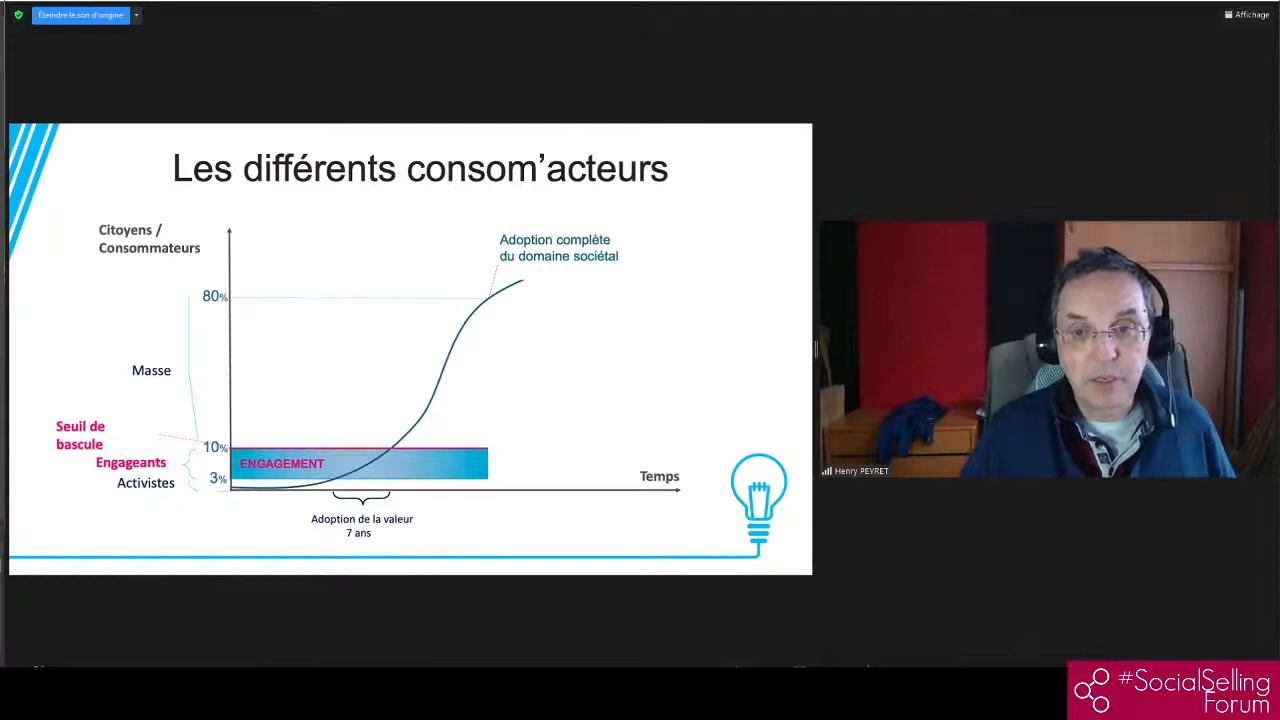 Éteindre le son d'origine
Affichage
Les différents consom'acteurs
Citoyens /
Consommateurs
Adoption complète
du domaine sociétal
80%
Masse
Seuil de
bascule
10%
Engageants
ENGAGEMENT
3%
Activistes
Temps
Adoption de la valeur
7 ans
Henry PEYRET
#SocialSelling
Forum